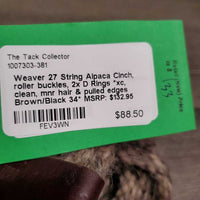 The Tack Collector
1007303-381
Weaver 27 String Alpaca Cinch,
roller buckles, 2x D Rings *xc,
clean, mnr hair & pulled edges
Brown/Black 34" MSRP: $132.95
FEV3WN
$88.50